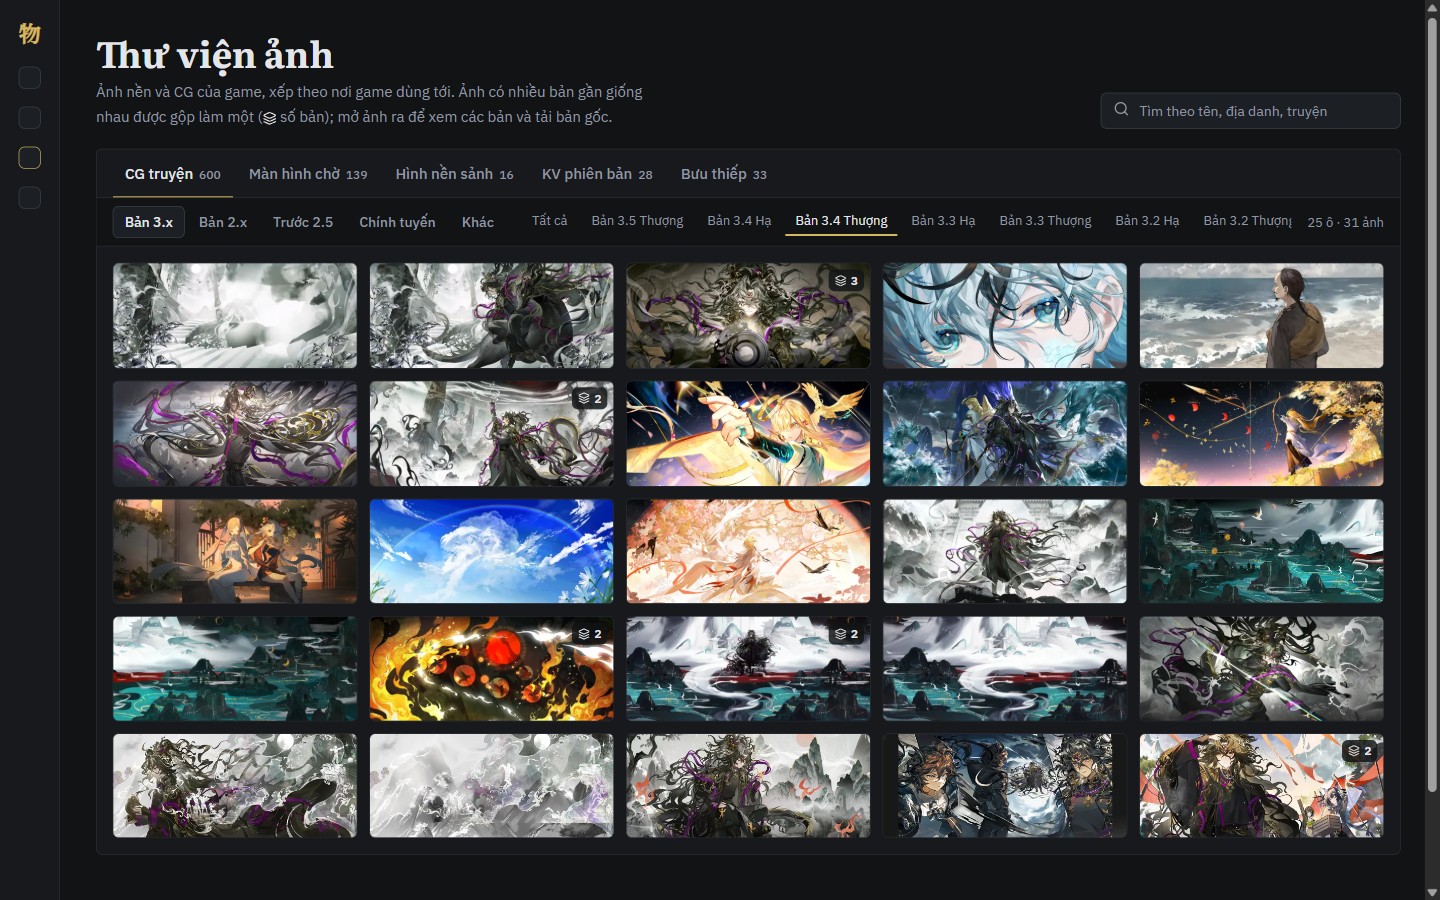 物
Thư viện ảnh
Ảnh nền và CG của game, xếp theo nơi game dùng tới. Ảnh có nhiều bản gần giống
nhau được gộp làm một ( số bản); mở ảnh ra để xem các bản và tải bản gốc.
Tìm theo tên, địa danh, truyện
CG truyện 600 Màn hình chờ 139 Hình nền sảnh 16 KV phiên bản 28 Bưu thiếp 33
Bản 3.x Bản 2.x Trước 2.5 Chính tuyến Khác Tất cả Bản 3.5 Thượng Bản 3.4 Hạ Bản 3.4 Thượng Bản 3.3 Hạ Bản 3.3 Thượng Bản 3.2 Hạ Bản 3.2 Thượng 25 ô · 31 ảnh
3
2
2
2
2